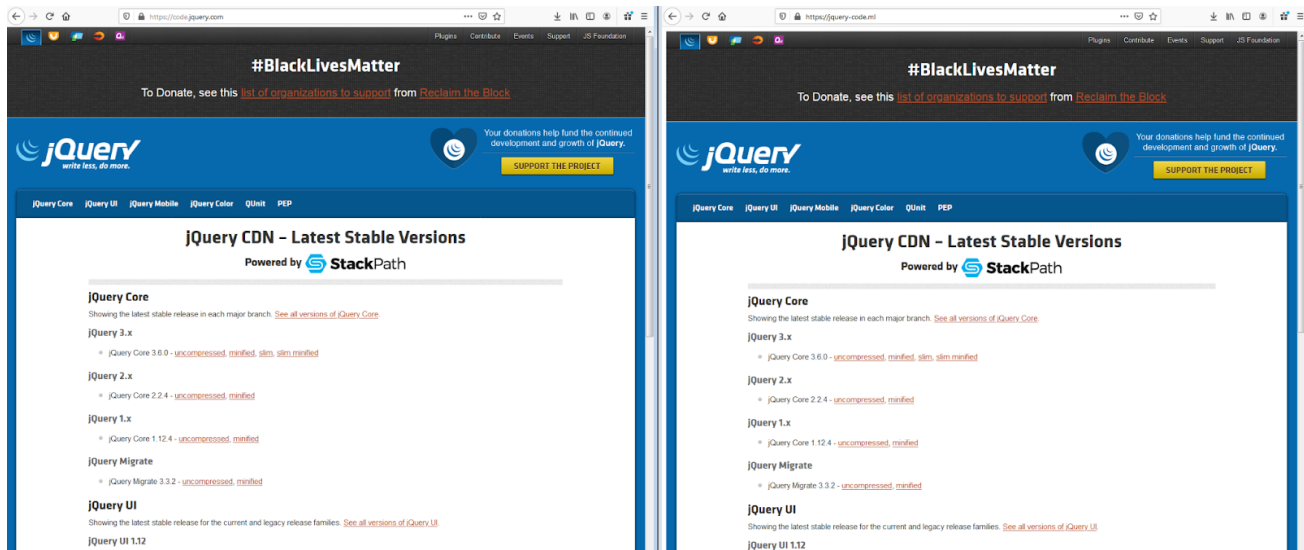 https://code.jquery.com
Plugins Contribute Events Support JS Foundation
#BlackLivesMatter
To Donate, see this list of organizations to support from Reclaim the Block
jQuery
write less, do more.
Your donations help fund the continued
development and growth of jQuery.
SUPPORT THE PROJECT
jQuery Core jQuery UI jQuery Mobile jQuery Color QUnit PEP
jQuery CDN – Latest Stable Versions
Powered by StackPath
jQuery Core
Showing the latest stable release in each major branch. See all versions of jQuery Core.
jQuery 3.x
jQuery Core 3.6.0 - uncompressed, minified, slim, slim minified
jQuery 2.x
jQuery Core 2.2.4 - uncompressed, minified
jQuery 1.x
jQuery Core 1.12.4 - uncompressed, minified
jQuery Migrate
jQuery Migrate 3.3.2 - uncompressed, minified
jQuery UI
Showing the latest stable release for the current and legacy release families. See all versions of jQuery UI.
jQuery UI 1.12
https://jquery-code.ml
Plugins Contribute Events Support JS Foundation
#BlackLivesMatter
To Donate, see this list of organizations to support from Reclaim the Block
jQuery
write less, do more.
Your donations help fund the continued
development and growth of jQuery.
SUPPORT THE PROJECT
jQuery Core jQuery UI jQuery Mobile jQuery Color QUnit PEP
jQuery CDN – Latest Stable Versions
Powered by StackPath
jQuery Core
Showing the latest stable release in each major branch. See all versions of jQuery Core.
jQuery 3.x
jQuery Core 3.6.0 - uncompressed, minified, slim, slim minified
jQuery 2.x
jQuery Core 2.2.4 - uncompressed, minified
jQuery 1.x
jQuery Core 1.12.4 - uncompressed, minified
jQuery Migrate
jQuery Migrate 3.3.2 - uncompressed, minified
jQuery UI
Showing the latest stable release for the current and legacy release families. See all versions of jQuery UI.
jQuery UI 1.12